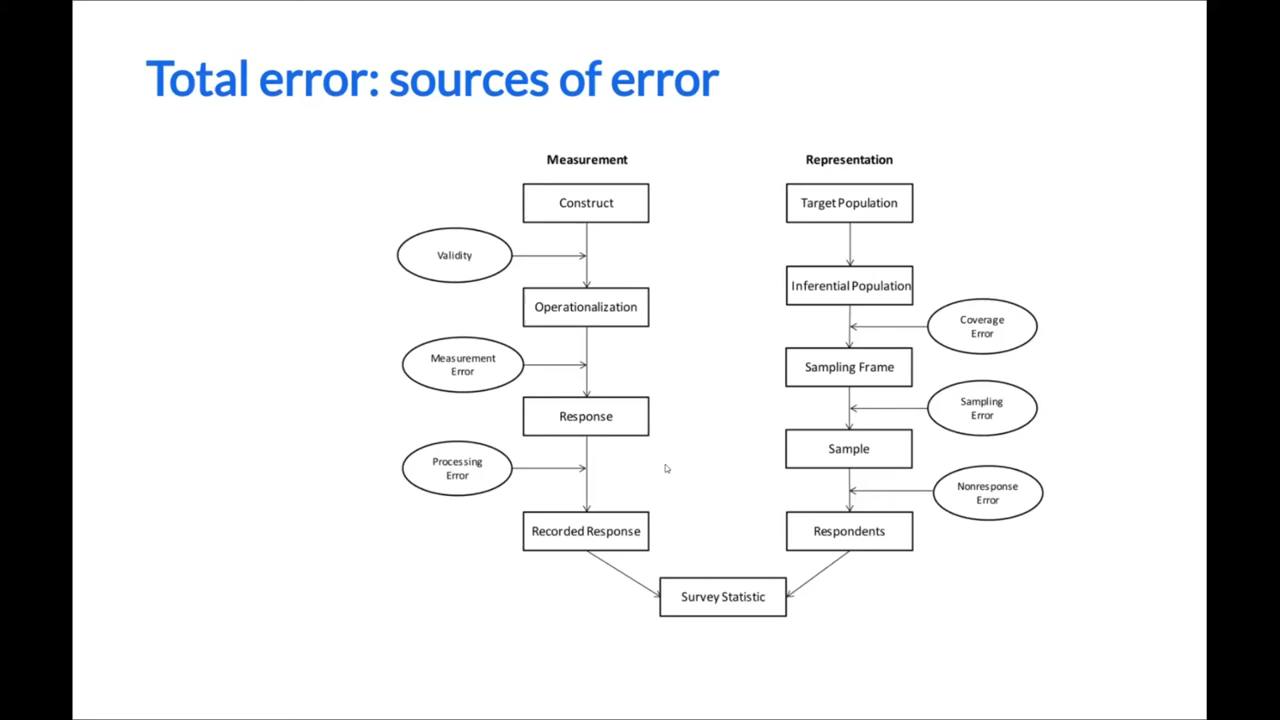 Total error: sources of error
Measurement
Representation
Construct
Target Population
Validity
Inferential Population
Operationalization
Coverage
Error
Measurement
Error
Sampling Frame
Sampling
Error
Response
Sample
Processing
Error
Nonresponse
Error
Recorded Response
Respondents
Survey Statistic